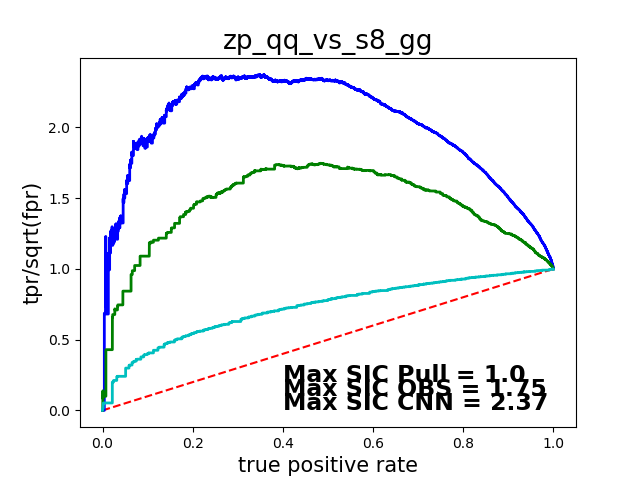 zp_qq_vs_s8_gg
tpr/sqrt(fpr)
2.0
1.5
1.0
0.5
0.0
Max SIC Pull = 1.0
Max SIC OBS = 1.75
Max SIC CNN = 2.37
0.0 0.2 0.4 0.6 0.8 1.0
true positive rate